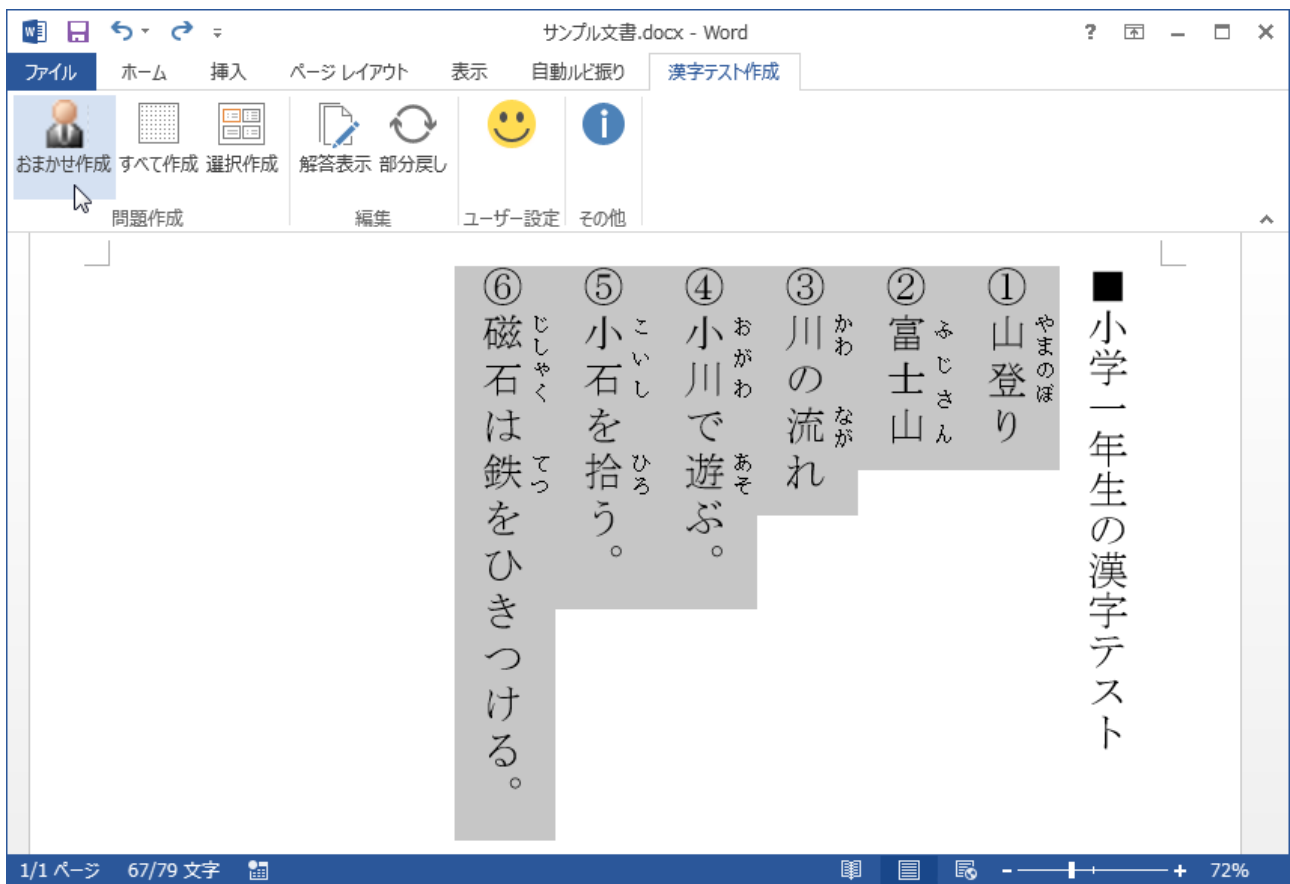 サンプル文書.docx - Word
ファイル ホーム 挿入 ページ レイアウト 表示 自動ルビ振り 漢字テスト作成
おまかせ作成 すべて作成 選択作成 解答表示 部分戻し
問題作成 編集 ユーザー設定 その他
■小学一年生の漢字テスト
やまのぼ
①山登り
ふじさん
②富士山
かわ なが
③川の流れ
おがわ あそ
④小川で遊ぶ。
こいし ひろ
⑤小石を拾う。
じしゃく てつ
⑥磁石は鉄をひきつける。
1/1 ページ 67/79 文字 72%